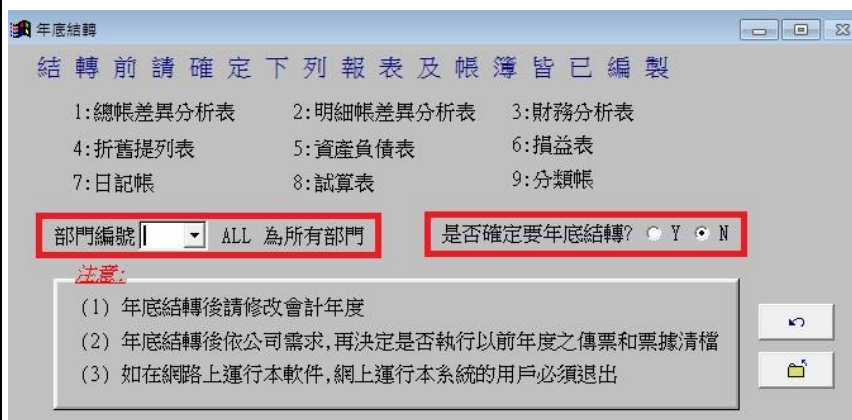 年底結轉
結轉前請確定下列報表及帳簿皆已編製
1:總帳差異分析表 2:明細帳差異分析表 3:財務分析表
4:折舊提列表 5:資產負債表 6:損益表
7:日記帳 8:試算表 9:分類帳
部門編號 ALL 為所有部門 是否確定要年底結轉? Y N
注意:
(1) 年底結轉後請修改會計年度
(2) 年底結轉後依公司需求,再決定是否執行以前年度之傳票和票據清檔
(3) 如在網路上運行本軟件,網上運行本系統的用戶必須退出